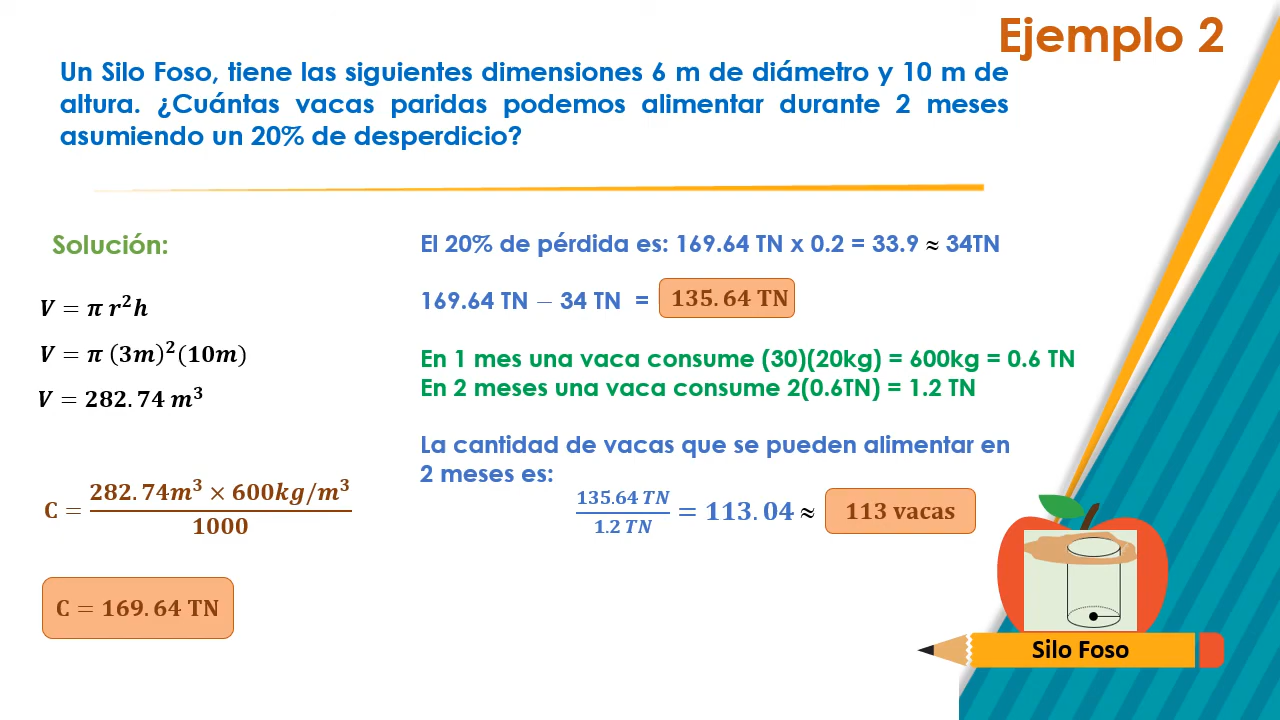 Ejemplo 2
Un Silo Foso, tiene las siguientes dimensiones 6 m de diámetro y 10 m de
altura. ¿Cuántas vacas paridas podemos alimentar durante 2 meses
asumiendo un 20% de desperdicio?
Solución:
V = π r²h
V = π (3m)²(10m)
V = 282.74 m³
C = 282.74m³ × 600kg/m³ / 1000
C = 169.64 TN
El 20% de pérdida es: 169.64 TN x 0.2 = 33.9 ≈ 34TN
169.64 TN – 34 TN = 135.64 TN
En 1 mes una vaca consume (30)(20kg) = 600kg = 0.6 TN
En 2 meses una vaca consume 2(0.6TN) = 1.2 TN
La cantidad de vacas que se pueden alimentar en
2 meses es:
135.64 TN / 1.2 TN = 113.04 ≈ 113 vacas
Silo Foso